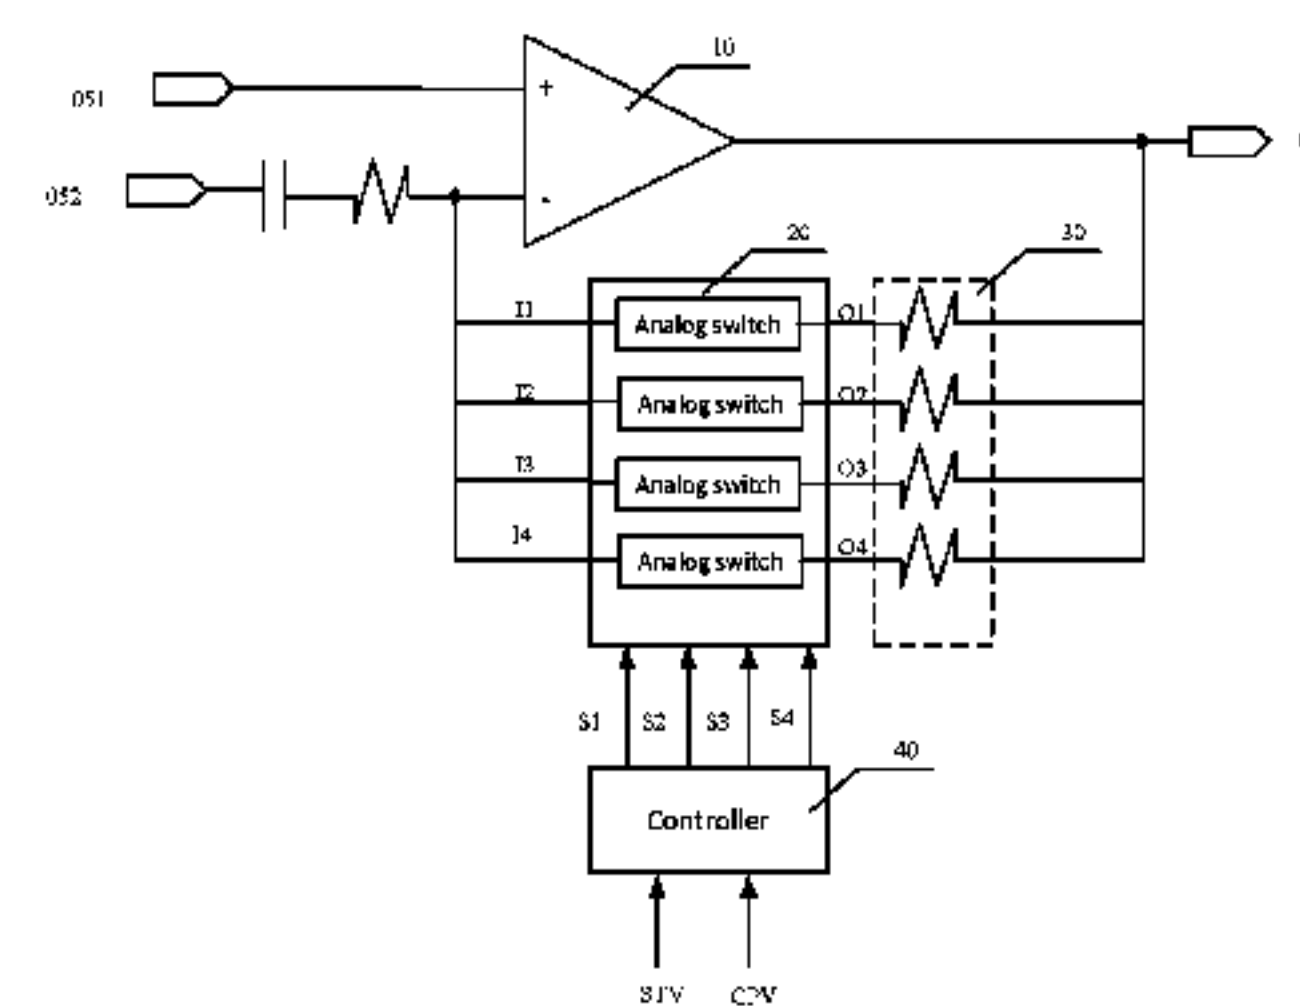 10
051
+
052
-
20
30
I1
Analog switch
O1
I2
Analog switch
O2
I3
Analog switch
O3
I4
Analog switch
O4
S1
S2
S3
S4
40
Controller
STV
CPV